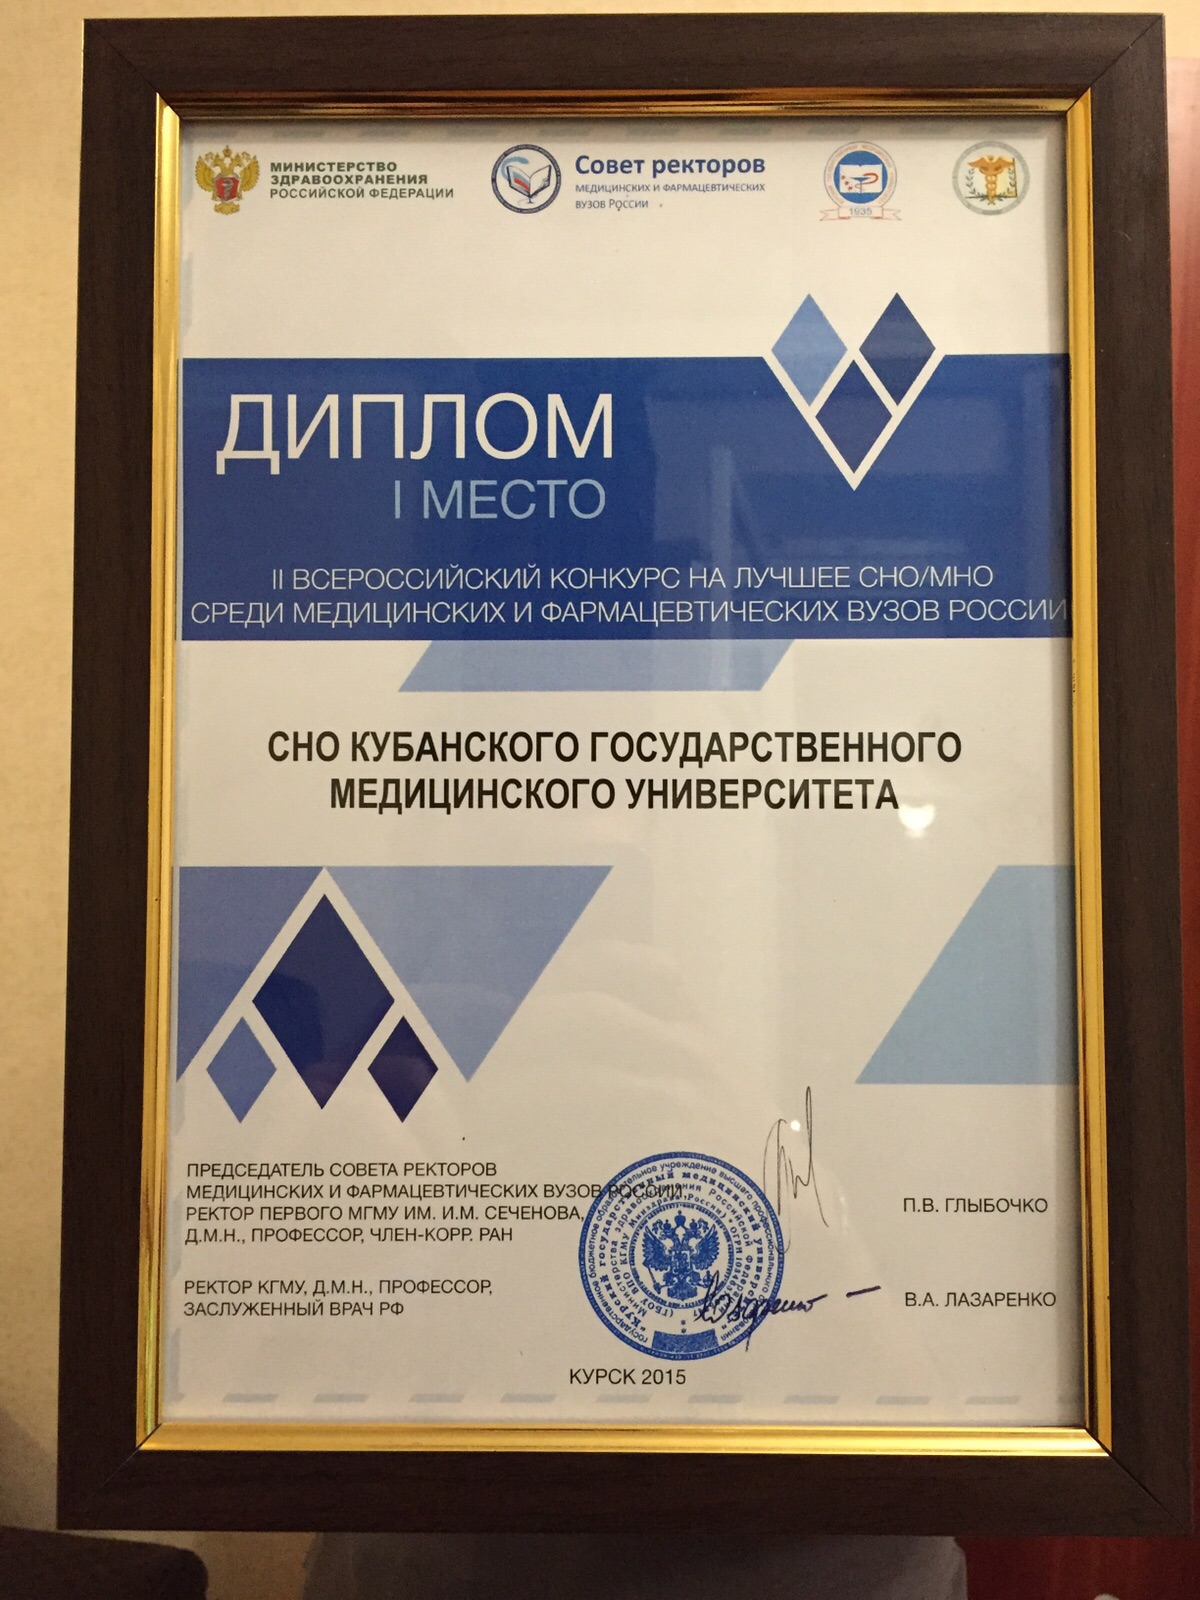 МИНИСТЕРСТВО
ЗДРАВООХРАНЕНИЯ
РОССИЙСКОЙ ФЕДЕРАЦИИ
Совет ректоров
МЕДИЦИНСКИХ И ФАРМАЦЕВТИЧЕСКИХ
ВУЗОВ РОССИИ
1935
ДИПЛОМ
I МЕСТО
II ВСЕРОССИЙСКИЙ КОНКУРС НА ЛУЧШЕЕ СНО/МНО
СРЕДИ МЕДИЦИНСКИХ И ФАРМАЦЕВТИЧЕСКИХ ВУЗОВ РОССИИ
СНО КУБАНСКОГО ГОСУДАРСТВЕННОГО
МЕДИЦИНСКОГО УНИВЕРСИТЕТА
ПРЕДСЕДАТЕЛЬ СОВЕТА РЕКТОРОВ
МЕДИЦИНСКИХ И ФАРМАЦЕВТИЧЕСКИХ ВУЗОВ РОССИИ,
РЕКТОР ПЕРВОГО МГМУ ИМ. И.М. СЕЧЕНОВА,
Д.М.Н., ПРОФЕССОР, ЧЛЕН-КОРР. РАН
П.В. ГЛЫБОЧКО
РЕКТОР КГМУ, Д.М.Н., ПРОФЕССОР,
ЗАСЛУЖЕННЫЙ ВРАЧ РФ
В.А. ЛАЗАРЕНКО
КУРСК 2015